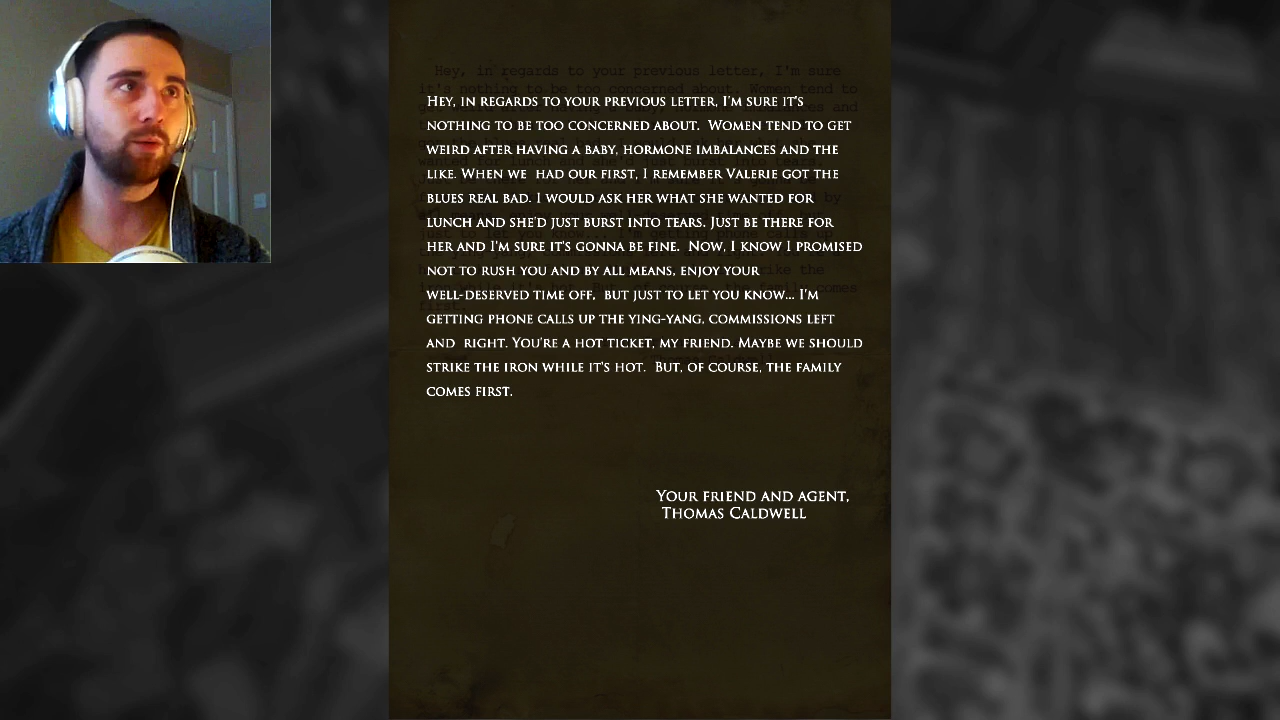 Hey, in regards to your previous letter, I'm sure it's
nothing to be too concerned about. Women tend to get
weird after having a baby, hormone imbalances and the
like. When we had our first, I remember Valerie got the
blues real bad. I would ask her what she wanted for
lunch and she'd just burst into tears. Just be there for
her and I'm sure it's gonna be fine. Now, I know I promised
not to rush you and by all means, enjoy your
well-deserved time off, but just to let you know... I'm
getting phone calls up the ying-yang, commissions left
and right. You're a hot ticket, my friend. Maybe we should
strike the iron while it's hot. But, of course, the family
comes first.
Your friend and agent,
Thomas Caldwell